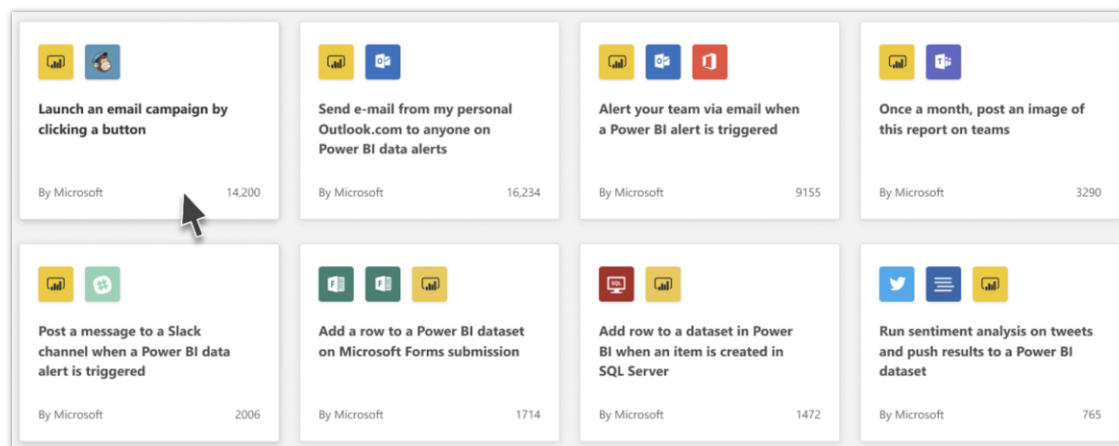 Launch an email campaign by
clicking a button
By Microsoft 14,200
Send e-mail from my personal
Outlook.com to anyone on
Power BI data alerts
By Microsoft 16,234
Alert your team via email when
a Power BI alert is triggered
By Microsoft 9155
Once a month, post an image of
this report on teams
By Microsoft 3290
Post a message to a Slack
channel when a Power BI data
alert is triggered
By Microsoft 2006
Add a row to a Power BI dataset
on Microsoft Forms submission
By Microsoft 1714
SQL
Add row to a dataset in Power
BI when an item is created in
SQL Server
By Microsoft 1472
Run sentiment analysis on tweets
and push results to a Power BI
dataset
By Microsoft 765